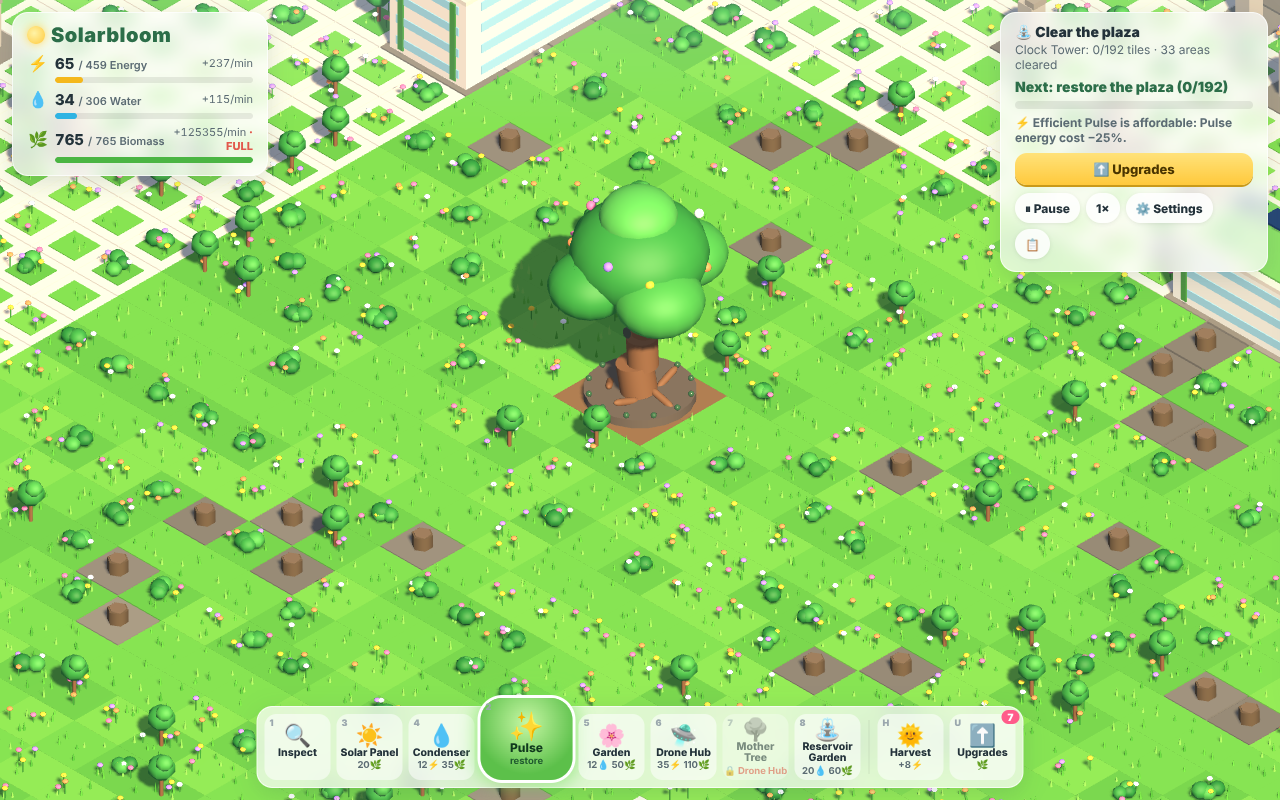 Solarbloom
65 / 459 Energy +237/min
34 / 306 Water +115/min
765 / 765 Biomass +125355/min · FULL
Clear the plaza
Clock Tower: 0/192 tiles · 33 areas
cleared
Next: restore the plaza (0/192)
⚡ Efficient Pulse is affordable: Pulse
energy cost −25%.
⬆️ Upgrades
Pause
1×
⚙️ Settings
1 Inspect
3 Solar Panel 20🌿
4 Condenser 12⚡ 35🌿
Pulse restore
5 Garden 12💧 50🌿
6 Drone Hub 35⚡ 110🌿
7 Mother Tree 🔒 Drone Hub
8 Reservoir Garden 20💧 60🌿
H Harvest +8⚡
U Upgrades 🌿 7